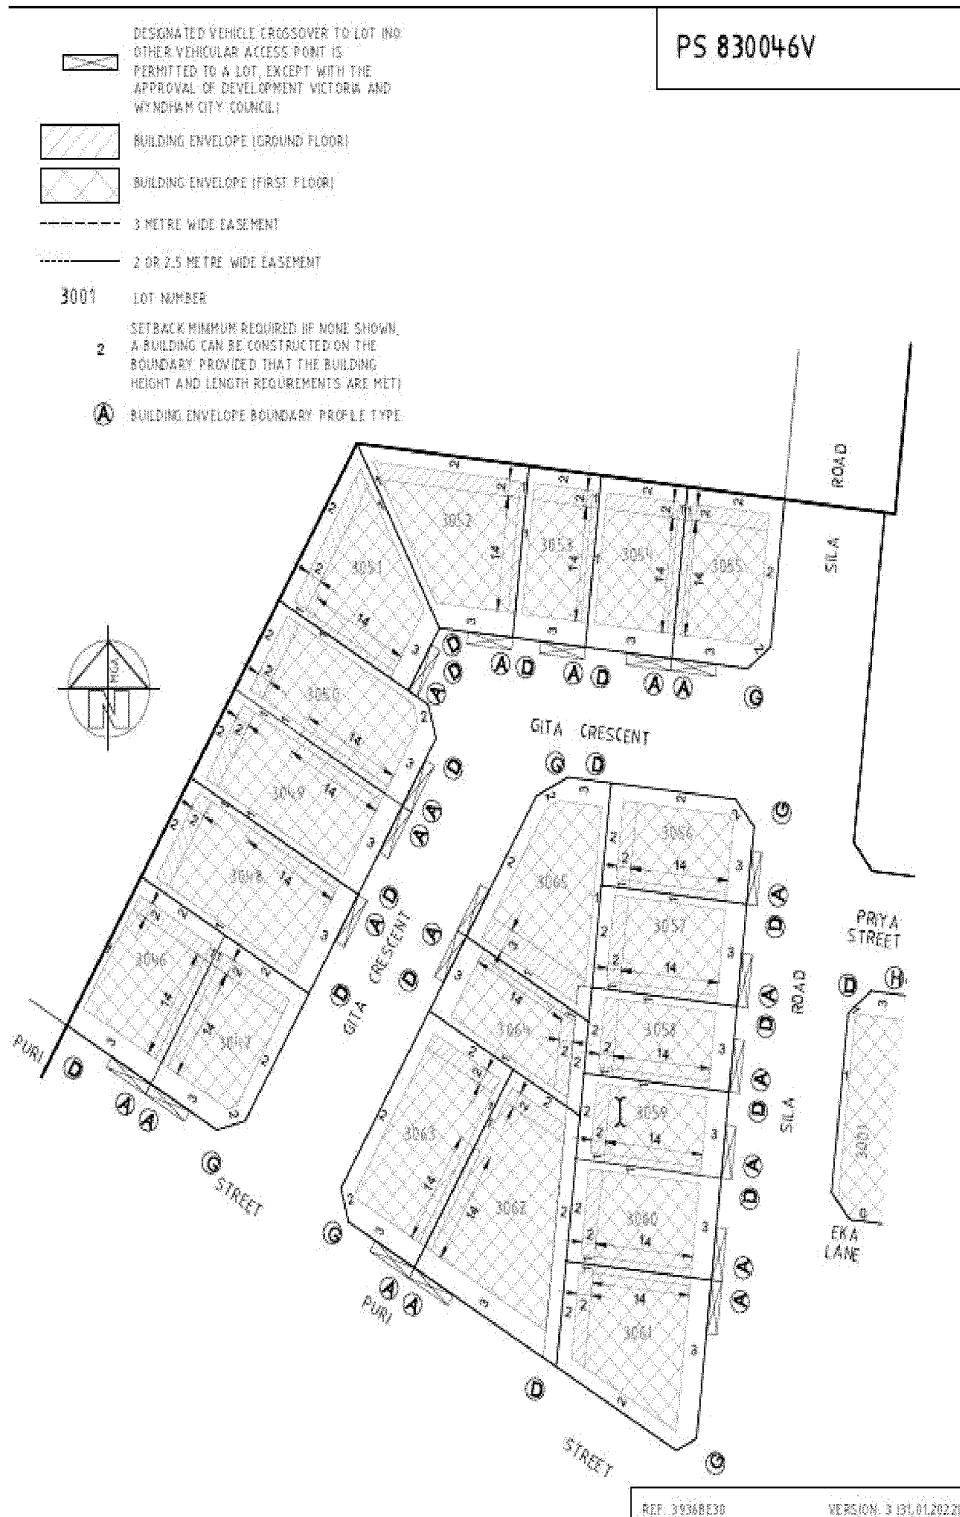 PS 830046V
DESIGNATED VEHICLE CROSSOVER TO LOT (NO
OTHER VEHICULAR ACCESS POINT IS
PERMITTED TO A LOT, EXCEPT WITH THE
APPROVAL OF DEVELOPMENT VICTORIA AND
WYNDHAM CITY COUNCIL)
BUILDING ENVELOPE (GROUND FLOOR)
BUILDING ENVELOPE (FIRST FLOOR)
3 METRE WIDE EASEMENT
2 OR 2.5 METRE WIDE EASEMENT
3001 LOT NUMBER
2 SETBACK MINIMUM REQUIRED (IF NONE SHOWN,
A BUILDING CAN BE CONSTRUCTED ON THE
BOUNDARY, PROVIDED THAT THE BUILDING
HEIGHT AND LENGTH REQUIREMENTS ARE MET)
A BUILDING ENVELOPE BOUNDARY PROFILE TYPE
ROAD
SILA
3052
3053
3054
3055
3051
MGA
N
3050
GITA CRESCENT
3049
3048
3046
3047
GITA CRESCENT
PURI
STREET
3056
3065
3057
PRIYA
STREET
3064
3058
ROAD
3063
3059
SILA
3001
3062
3060
EKA
LANE
3061
PURI
STREET
REF: 3936BE30
VERSION: 3 (31.01.2022)